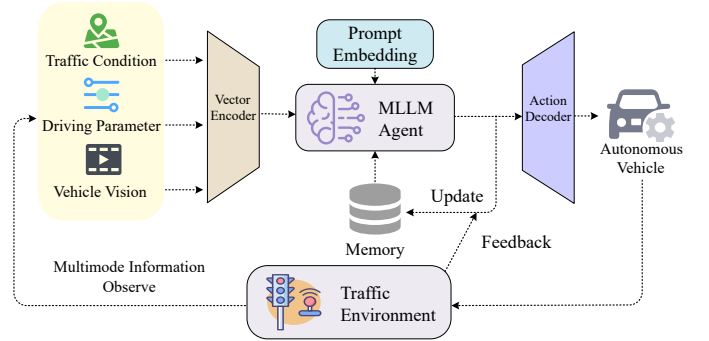 Traffic Condition
Driving Parameter
Vehicle Vision
Vector
Encoder
Prompt
Embedding
MLLM
Agent
Action
Decoder
Autonomous
Vehicle
Memory
Update
Feedback
Multimode Information
Observe
Traffic
Environment